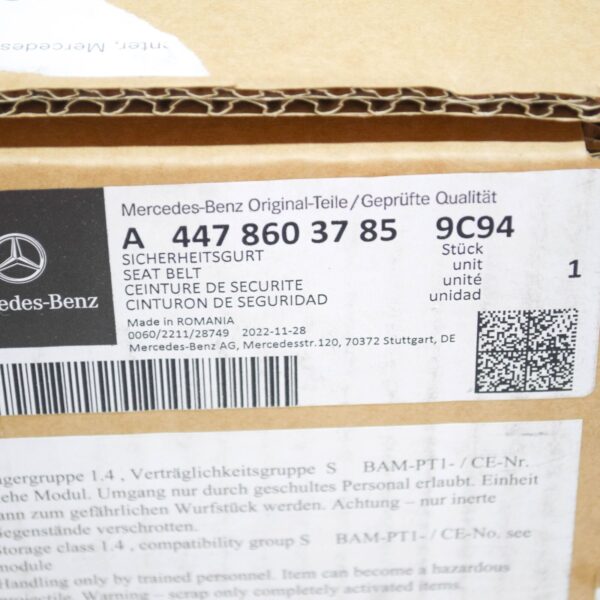 nter, Mercedes
Mercedes-Benz Original-Teile/Geprüfte Qualität
A 447 860 37 85 9C94
SICHERHEITSGURT Stück
SEAT BELT unit 1
CEINTURE DE SECURITE unité
CINTURON DE SEGURIDAD unidad
edes-Benz
Made in ROMANIA
0060/2211/28749 2022-11-28
Mercedes-Benz AG, Mercedesstr.120, 70372 Stuttgart, DE
agergruppe 1.4 , Verträglichkeitsgruppe S BAM-PT1- / CE-Nr.
ehe Modul. Umgang nur durch geschultes Personal erlaubt. Einheit
ann zum gefährlichen Wurfstück werden. Achtung – nur inerte
egenstände verschrotten.
Storage class 1.4 , compatibility group S BAM-PT1- / CE-No. see
module
Handling only by trained personnel. Item can become a hazardous
projectile. Warning – scrap only completely activated items.